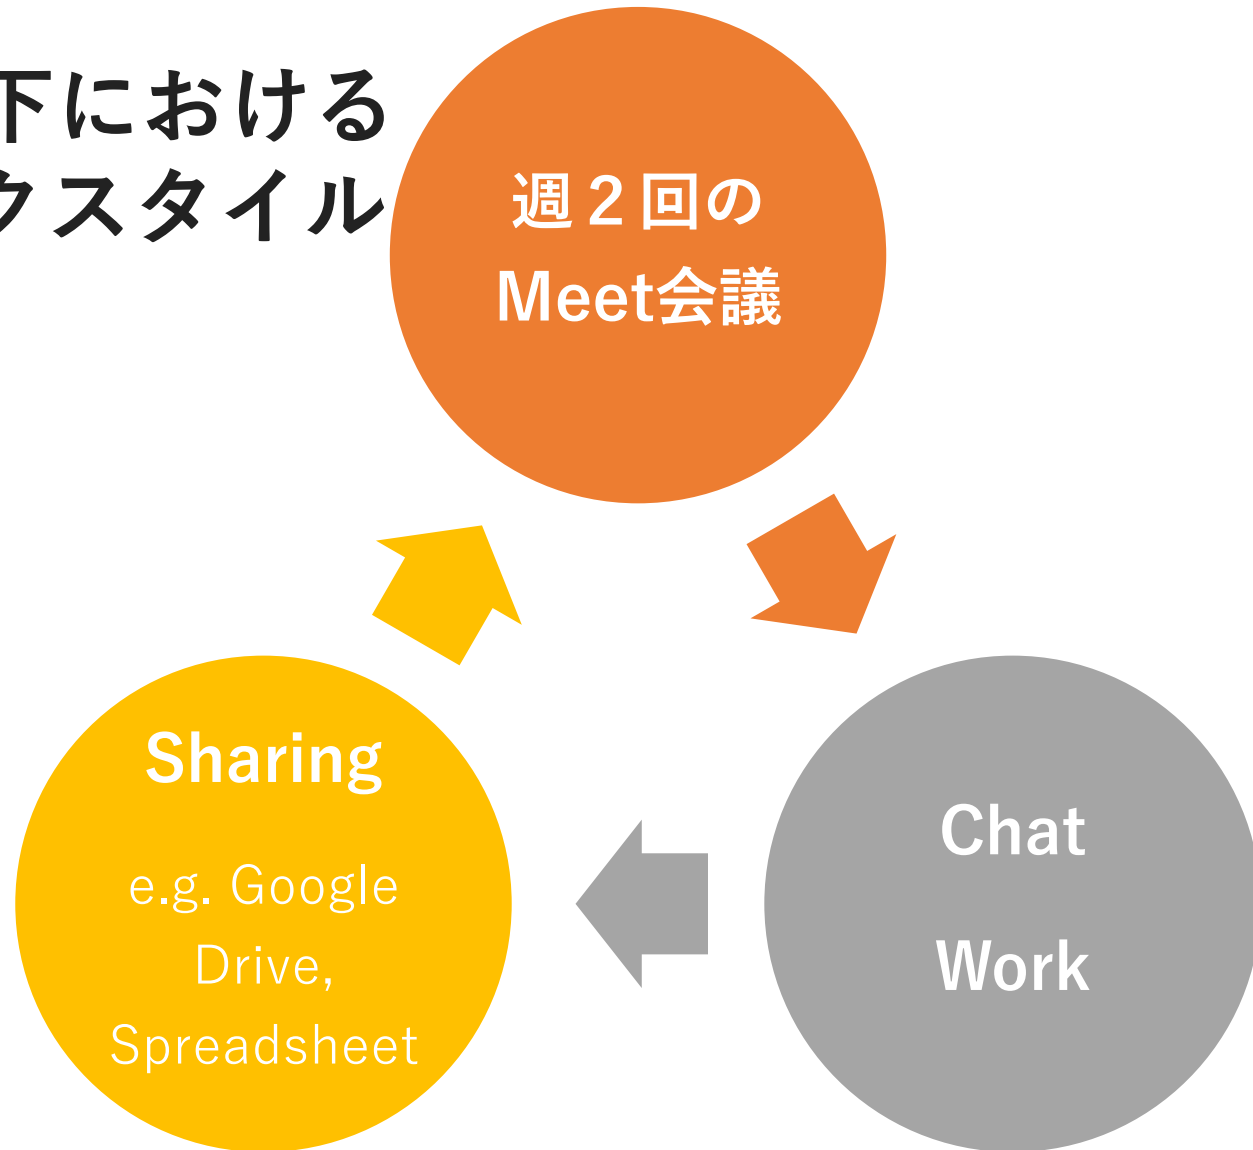 下における
クスタイル
週２回の
Meet会議
Sharing
e.g. Google
Drive,
Spreadsheet
Chat
Work